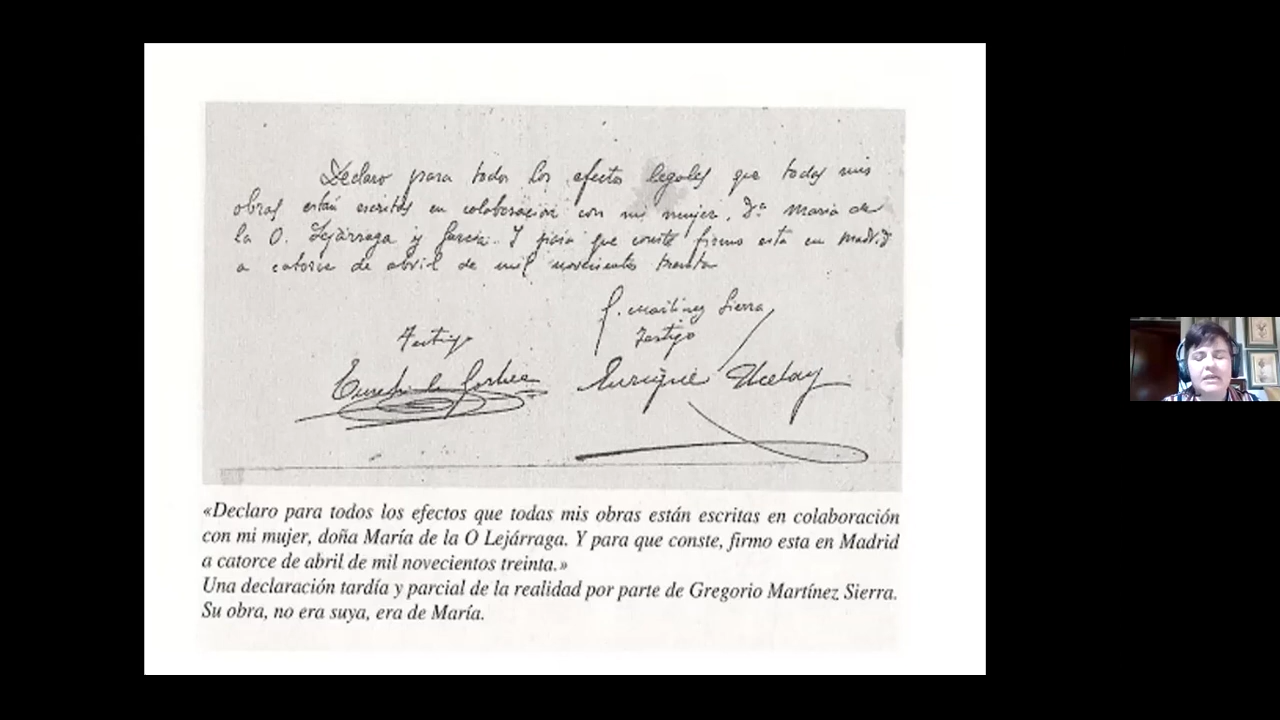 Declaro para todos los efectos legales que todas mis
obras están escritas en colaboración con mi mujer, Dª María de
la O. Lejárraga y García. Y para que conste firmo esta en Madrid
a catorce de abril de mil novecientos treinta
G. Martínez Sierra
Testigo
Testigo
Enrique Ucelay
«Declaro para todos los efectos que todas mis obras están escritas en colaboración
con mi mujer, doña María de la O Lejárraga. Y para que conste, firmo esta en Madrid
a catorce de abril de mil novecientos treinta.»
Una declaración tardía y parcial de la realidad por parte de Gregorio Martínez Sierra.
Su obra, no era suya, era de María.